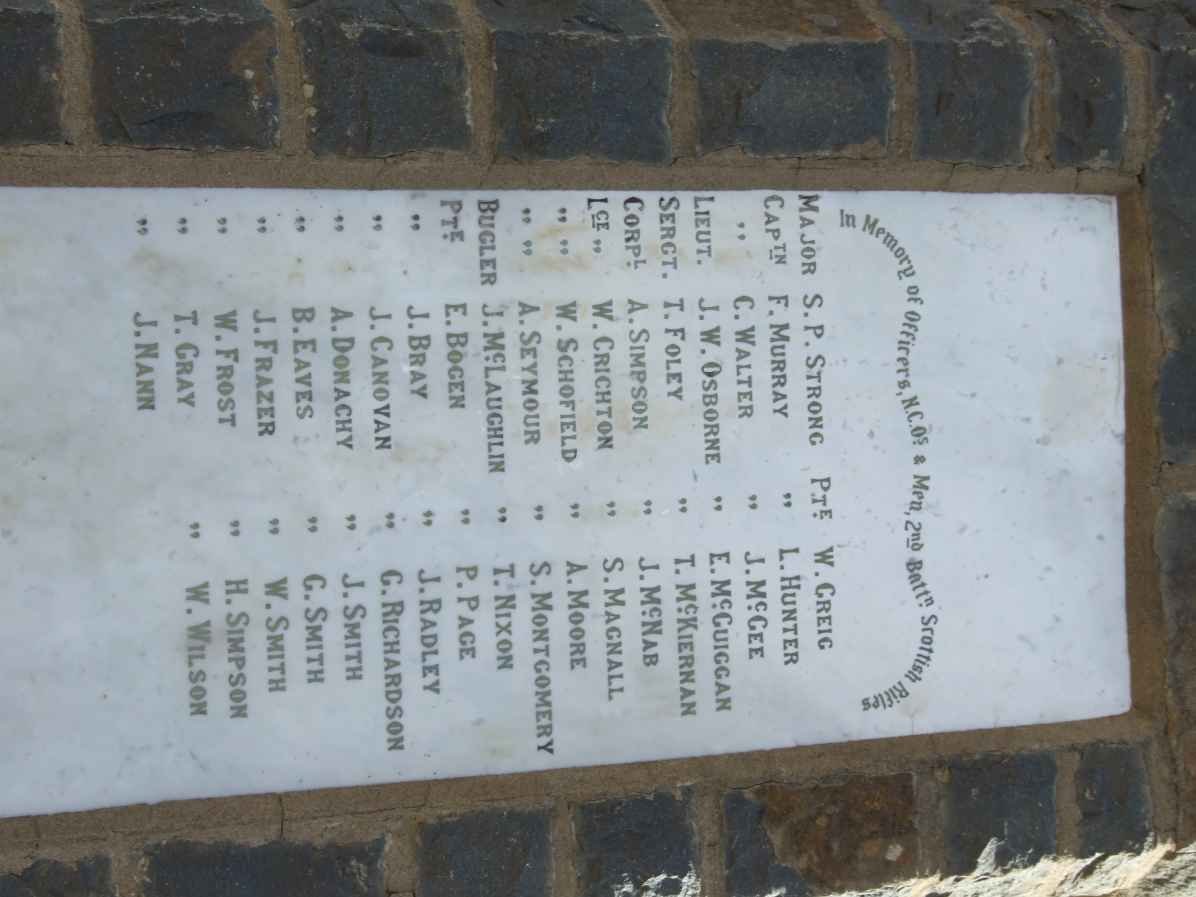 In Memory of Officers, N.C.Os & Men, 2nd Battn Scottish Rifles
MAJOR S. P. STRONG
CAPTN F. MURRAY
" C. WALTER
LIEUT. J. W. OSBORNE
SERGT. T. FOLEY
CORPL A. SIMPSON
LCE " W. CRICHTON
" " W. SCHOFIELD
" " A. SEYMOUR
BUGLER J. McLAUGHLIN
PTE E. BOGEN
" J. BRAY
" J. CANOVAN
" A. DONACHY
" B. EAVES
" J. FRAZER
" W. FROST
" T. GRAY
" J. NANN
PTE W. GREIG
" L. HUNTER
" J. McGEE
" E. McGUIGGAN
" T. McKIERNAN
" J. McNAB
" S. MAGNALL
" A. MOORE
" S. MONTGOMERY
" T. NIXON
" P. PAGE
" J. RADLEY
" G. RICHARDSON
" J. SMITH
" G. SMITH
" W. SMITH
" H. SIMPSON
" W. WILSON